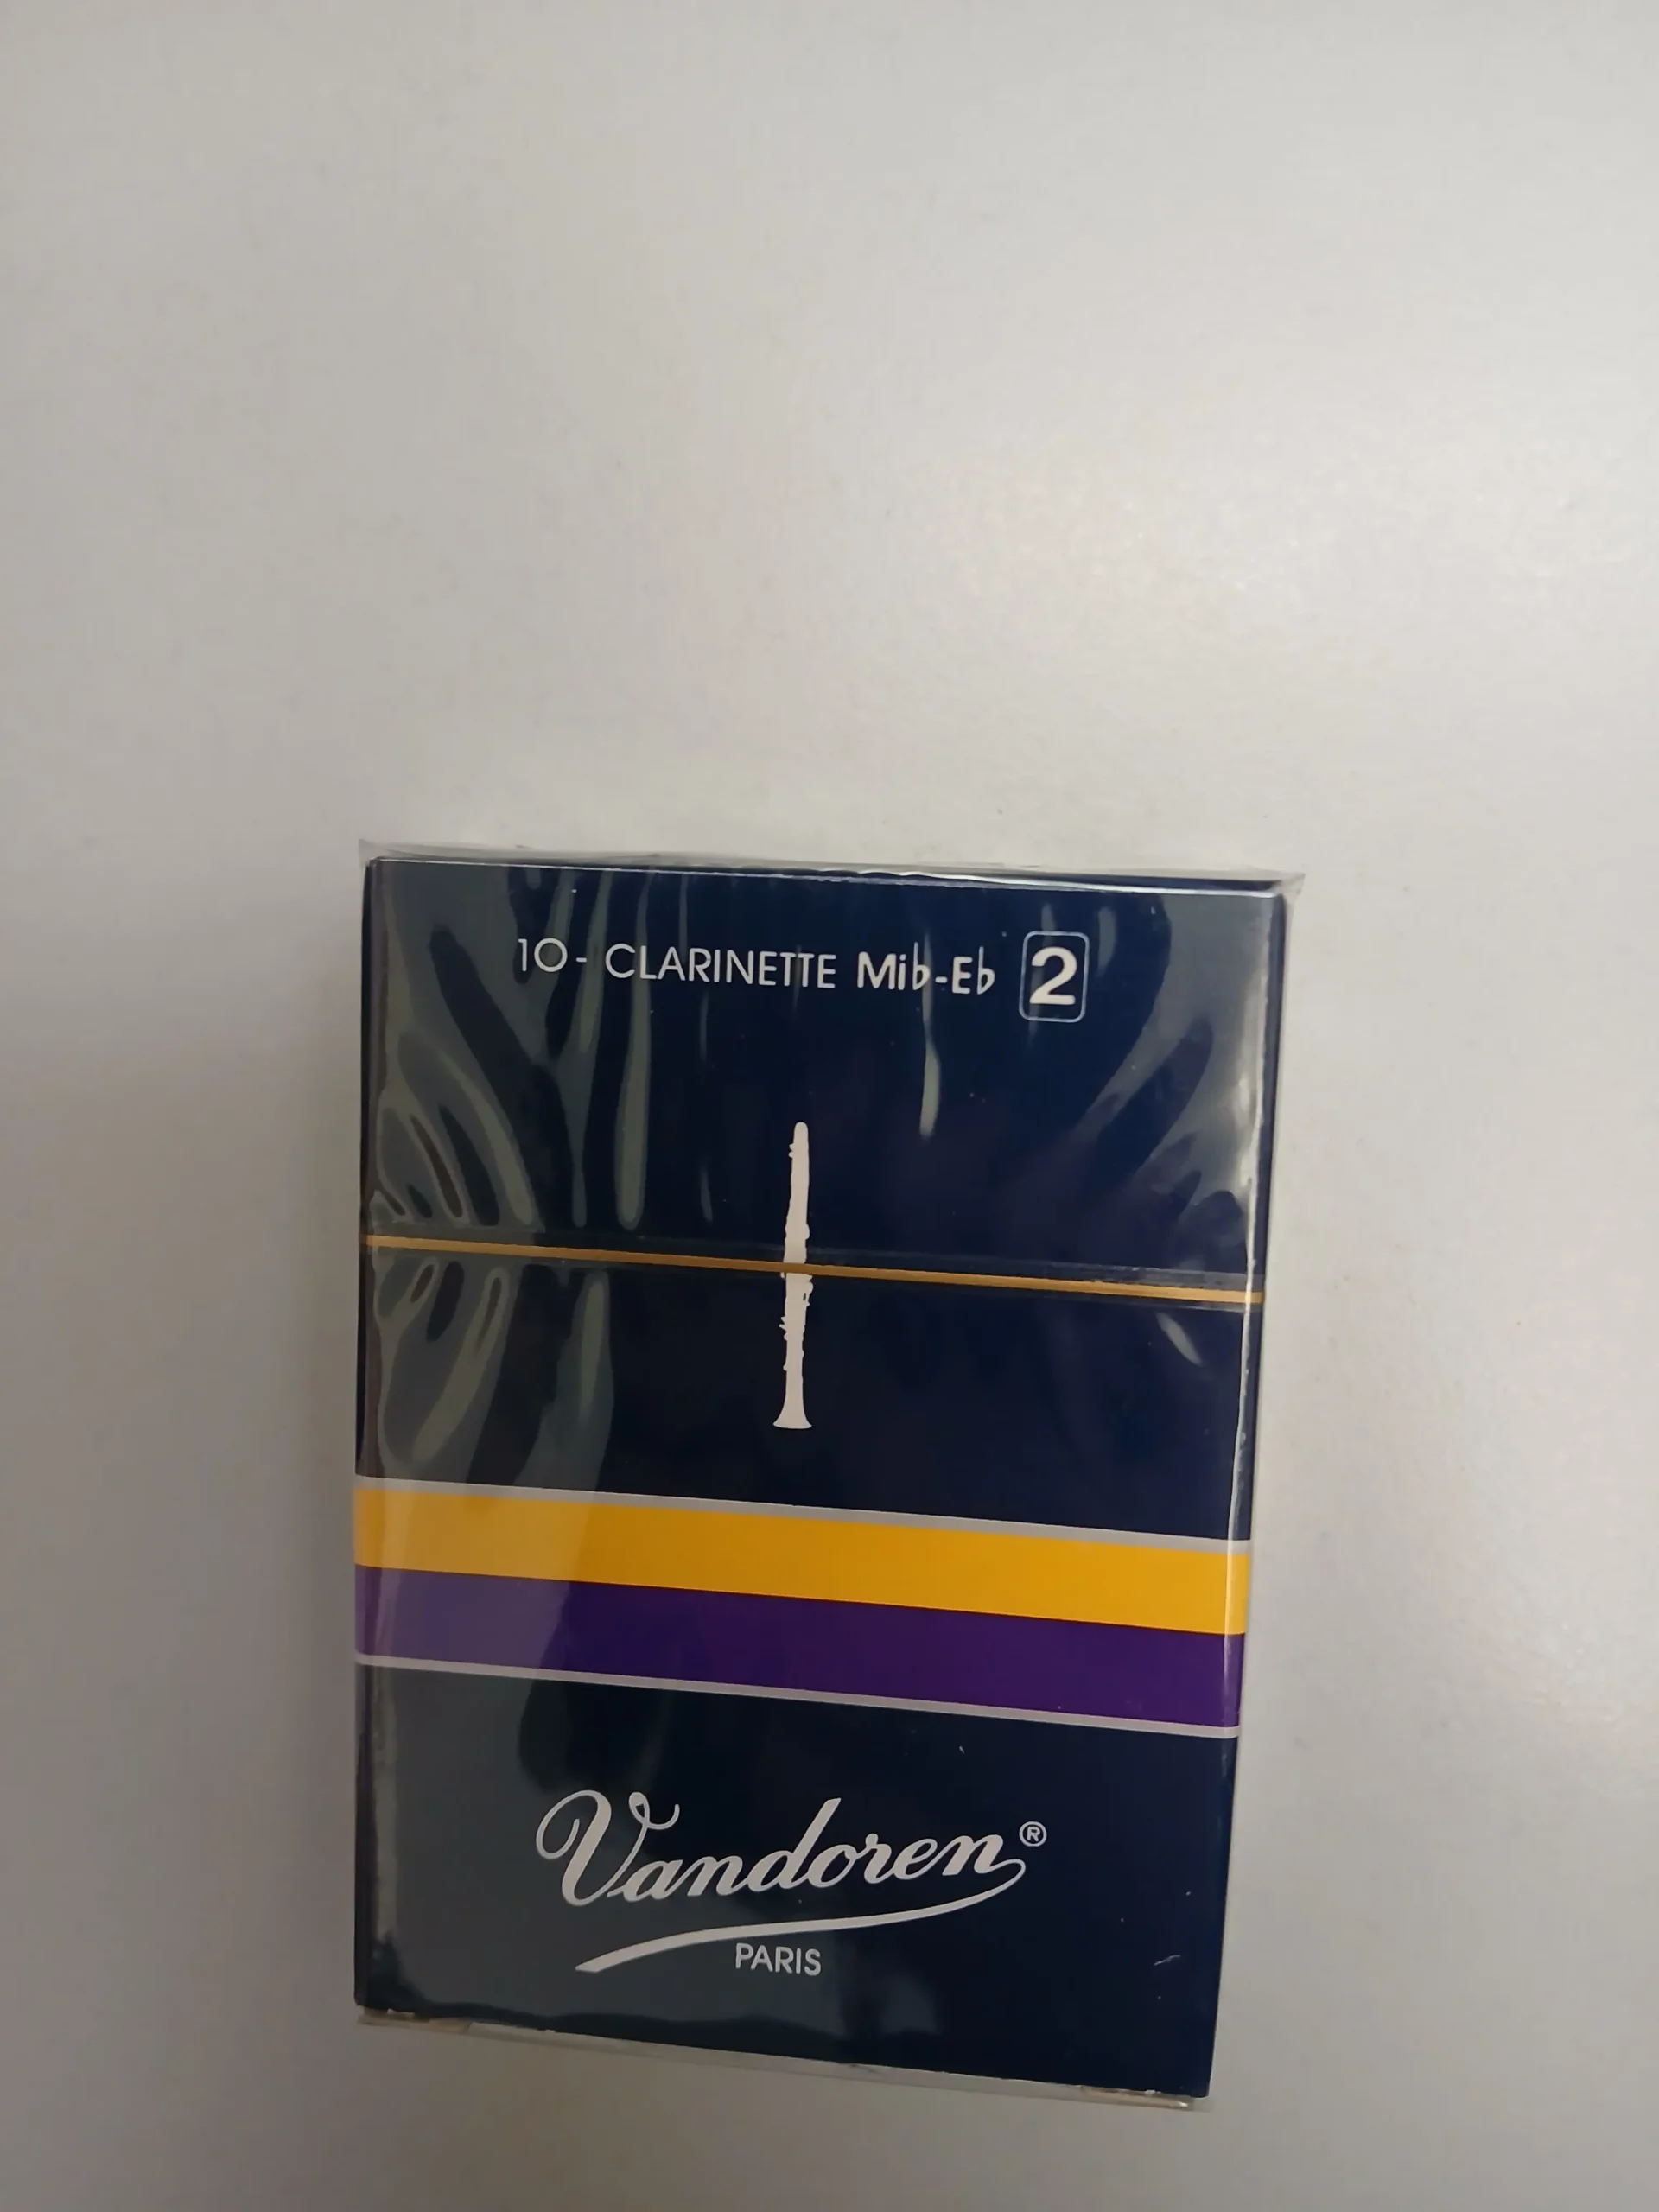 10 - CLARINETTE Mib-Eb 2
Vandoren®
PARIS